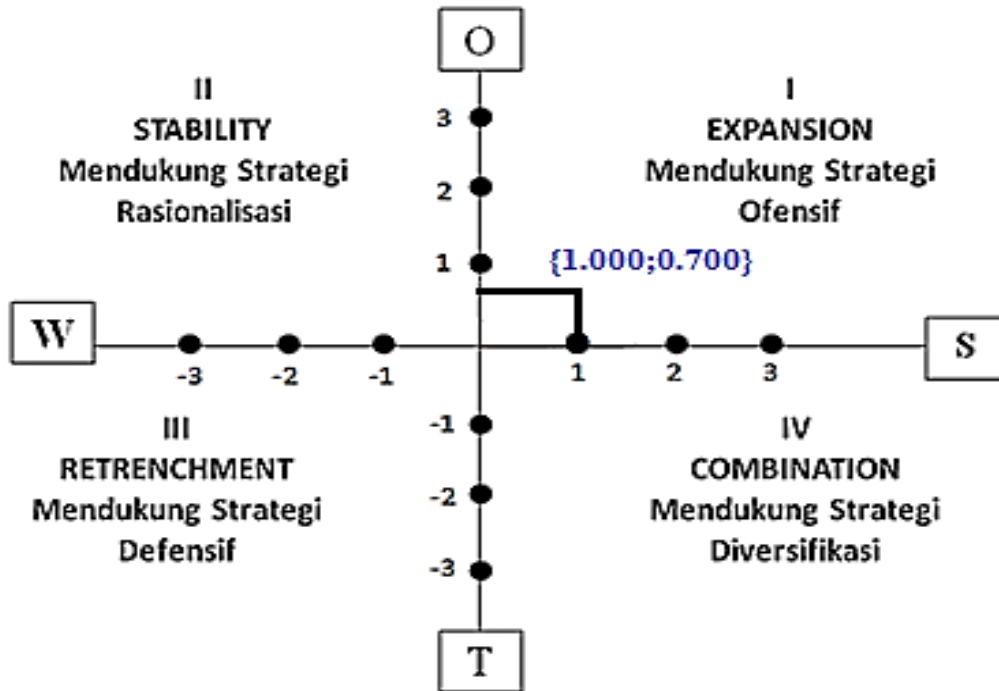 O
II
STABILITY
Mendukung Strategi
Rasionalisasi
I
EXPANSION
Mendukung Strategi
Ofensif
3
2
1
{1.000;0.700}
W
S
-3
-2
-1
1
2
3
-1
-2
-3
III
RETRENCHMENT
Mendukung Strategi
Defensif
IV
COMBINATION
Mendukung Strategi
Diversifikasi
T